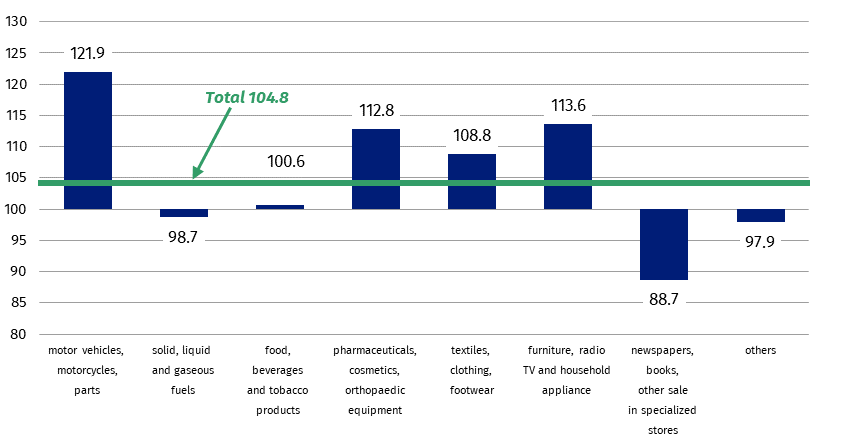 130
125
120
115
110
105
100
95
90
85
80
121.9
Total 104.8
98.7
100.6
112.8
108.8
113.6
88.7
97.9
motor vehicles,
motorcycles,
parts
solid, liquid
and gaseous
fuels
food,
beverages
and tobacco
products
pharmaceuticals,
cosmetics,
orthopaedic
equipment
textiles,
clothing,
footwear
furniture, radio
TV and household
appliance
newspapers,
books,
other sale
in specialized
stores
others